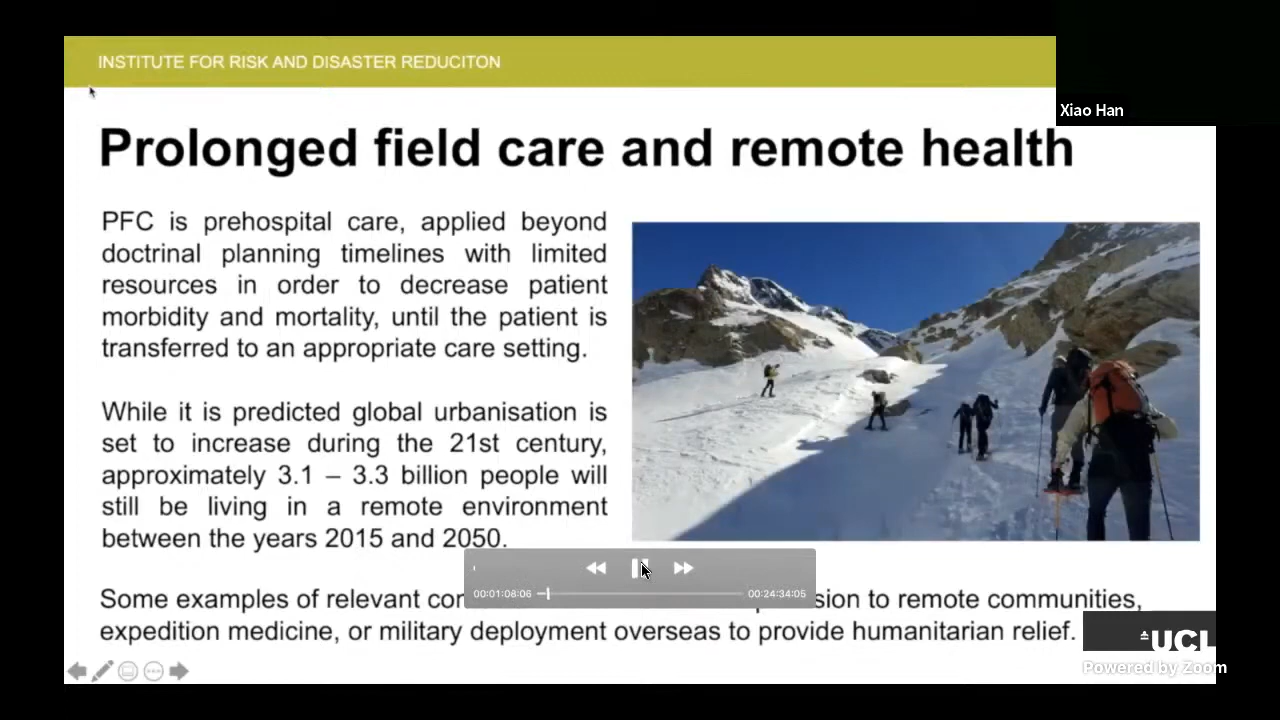 INSTITUTE FOR RISK AND DISASTER REDUCITON
Xiao Han
Prolonged field care and remote health
PFC is prehospital care, applied beyond
doctrinal planning timelines with limited
resources in order to decrease patient
morbidity and mortality, until the patient is
transferred to an appropriate care setting.
While it is predicted global urbanisation is
set to increase during the 21st century,
approximately 3.1 – 3.3 billion people will
still be living in a remote environment
between the years 2015 and 2050.
00:01:08:06
00:24:34:05
Some examples of relevant to remote communities,
expedition medicine, or military deployment overseas to provide humanitarian relief.
UCL
Powered by Zoom